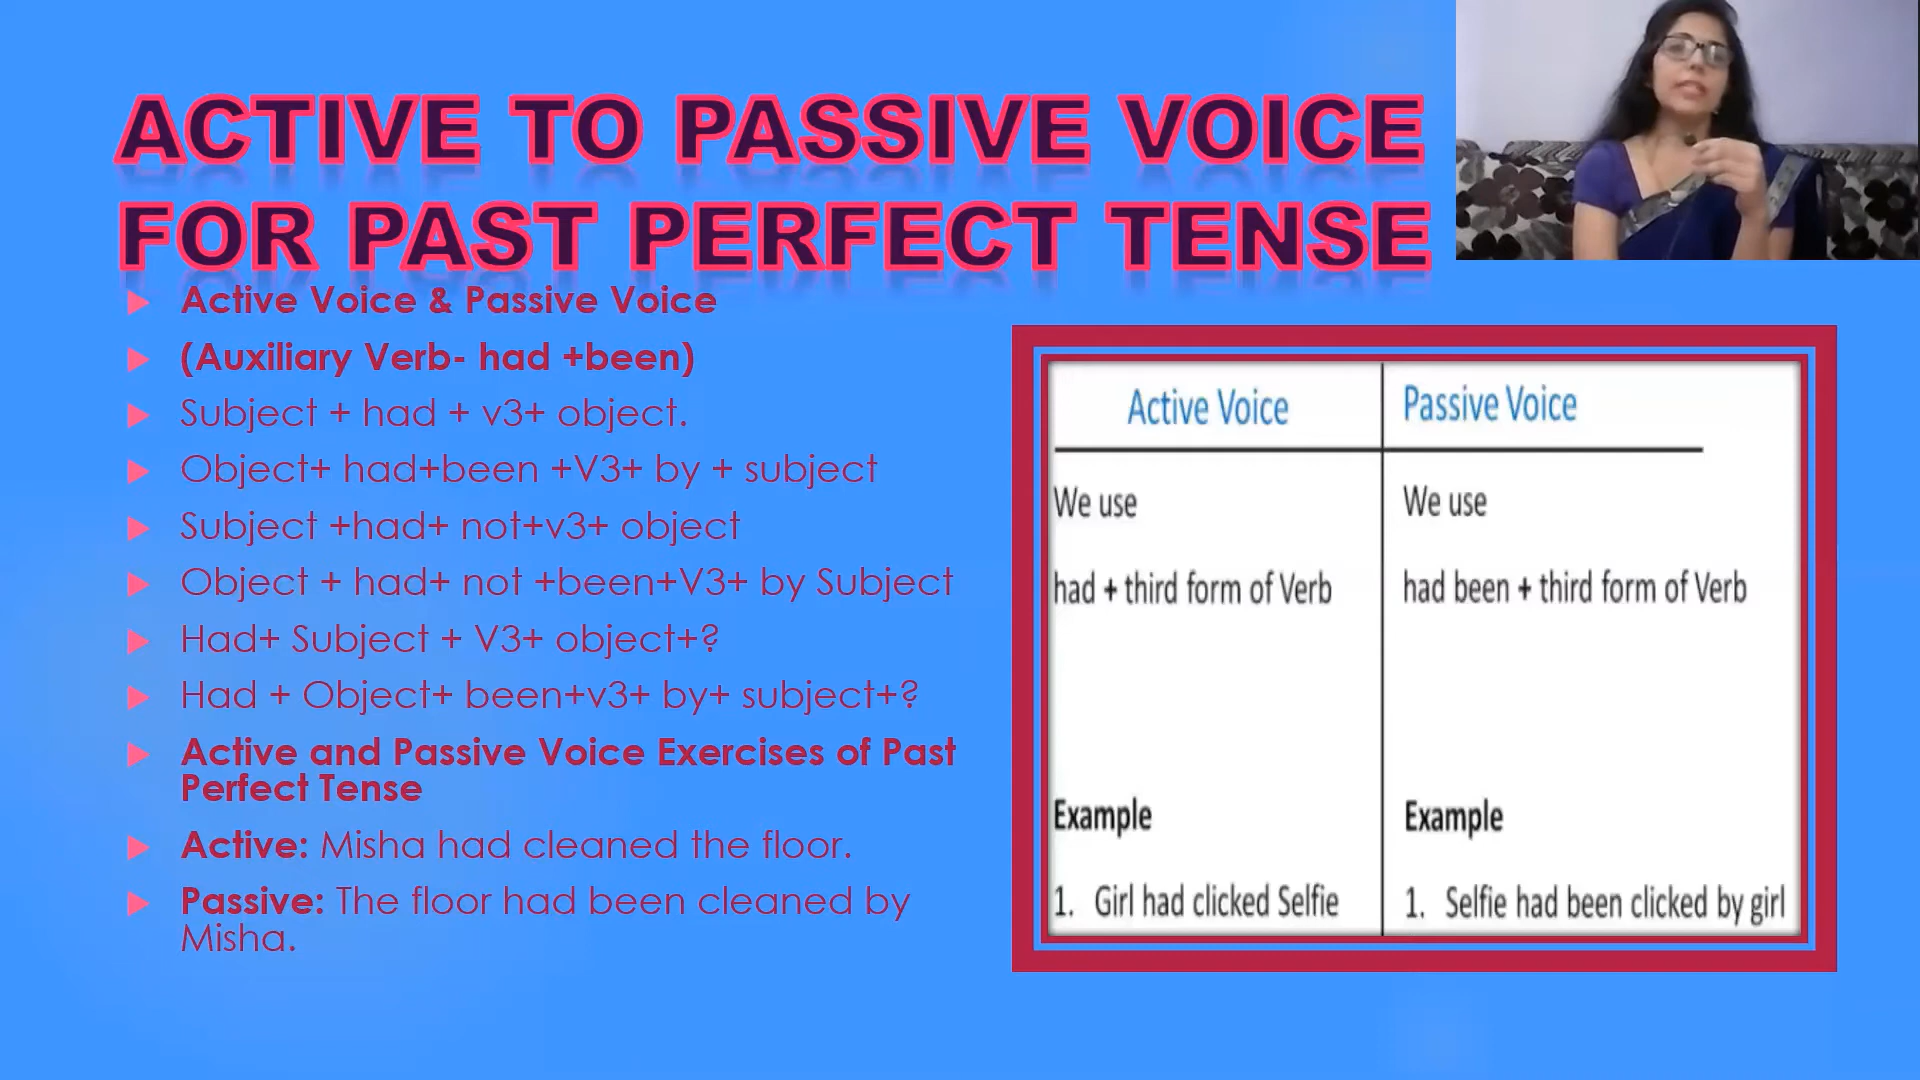 ACTIVE TO PASSIVE VOICE
FOR PAST PERFECT TENSE
Active Voice & Passive Voice
(Auxiliary Verb- had +been)
Subject + had + v3+ object.
Object+ had+been +V3+ by + subject
Subject +had+ not+v3+ object
Object + had+ not +been+V3+ by Subject
Had+ Subject + V3+ object+?
Had + Object+ been+v3+ by+ subject+?
Active and Passive Voice Exercises of Past
Perfect Tense
Active: Misha had cleaned the floor.
Passive: The floor had been cleaned by
Misha.
Active Voice
We use
had + third form of Verb
Example
1. Girl had clicked Selfie
Passive Voice
We use
had been + third form of Verb
Example
1. Selfie had been clicked by girl